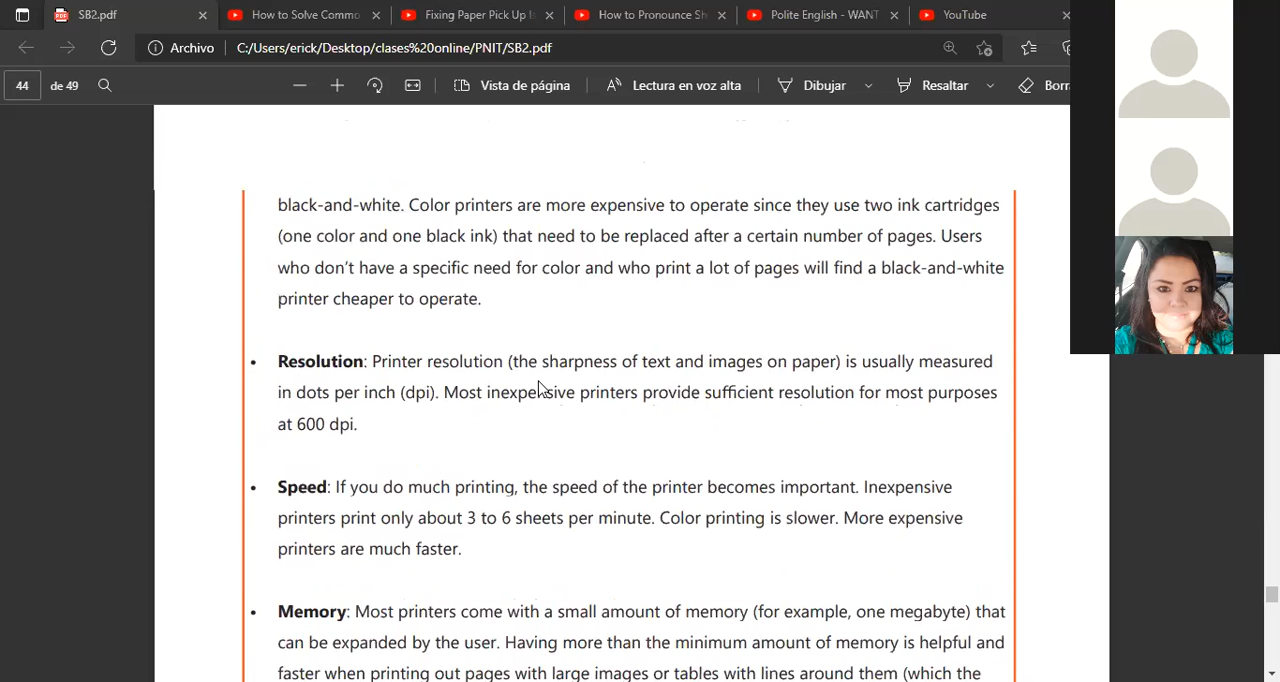 SB2.pdf
How to Solve Commo
Fixing Paper Pick Up Is
How to Pronounce Sh
Polite English - WANT
YouTube
Archivo
C:/Users/erick/Desktop/clases%20online/PNIT/SB2.pdf
44 de 49
Vista de página
Lectura en voz alta
Dibujar
Resaltar
Borr
black-and-white. Color printers are more expensive to operate since they use two ink cartridges
(one color and one black ink) that need to be replaced after a certain number of pages. Users
who don't have a specific need for color and who print a lot of pages will find a black-and-white
printer cheaper to operate.
• Resolution: Printer resolution (the sharpness of text and images on paper) is usually measured
in dots per inch (dpi). Most inexpensive printers provide sufficient resolution for most purposes
at 600 dpi.
• Speed: If you do much printing, the speed of the printer becomes important. Inexpensive
printers print only about 3 to 6 sheets per minute. Color printing is slower. More expensive
printers are much faster.
• Memory: Most printers come with a small amount of memory (for example, one megabyte) that
can be expanded by the user. Having more than the minimum amount of memory is helpful and
faster when printing out pages with large images or tables with lines around them (which the